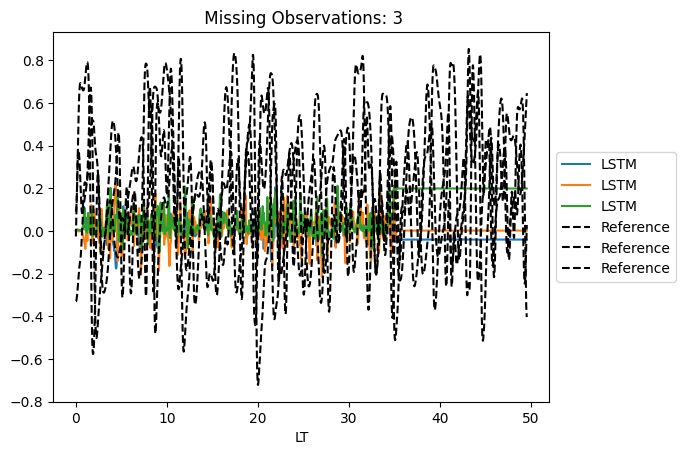 Missing Observations: 3
0.8
0.6
0.4
0.2
0.0
−0.2
−0.4
−0.6
−0.8
0
10
20
30
40
50
LT
LSTM
LSTM
LSTM
Reference
Reference
Reference